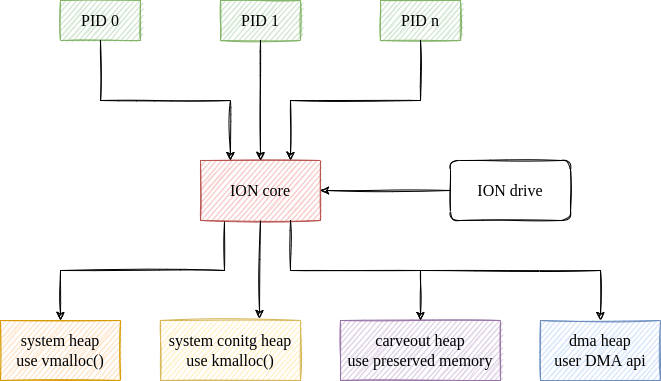 PID 0
PID 1
PID n
ION core
ION drive
system heap
use vmalloc()
system conitg heap
use kmalloc()
carveout heap
use preserved memory
dma heap
user DMA api